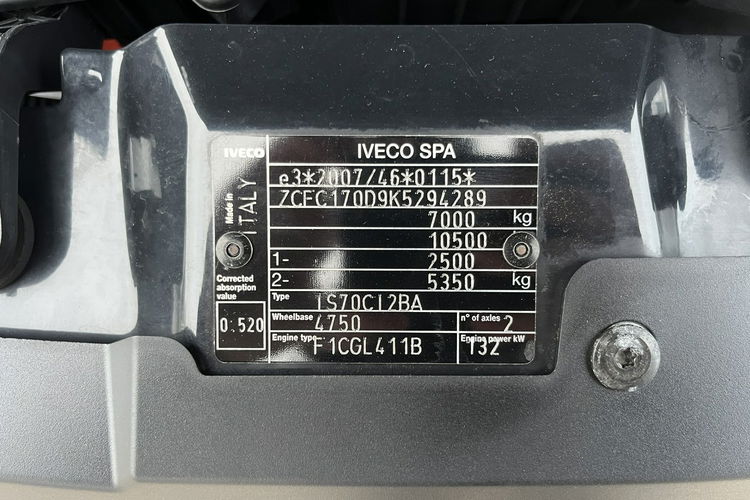 IVECO
IVECO SPA
Made in
ITALY
e3*2007/46*0115*
ZCFC170D9K5294289
7000 kg
10500
1- 2500
2- 5350 kg
Corrected
absorption
value
0.520
Type IS70CI2BA
Wheelbase 4750 n° of axles 2
Engine type F1CGL411B Engine power kW 132